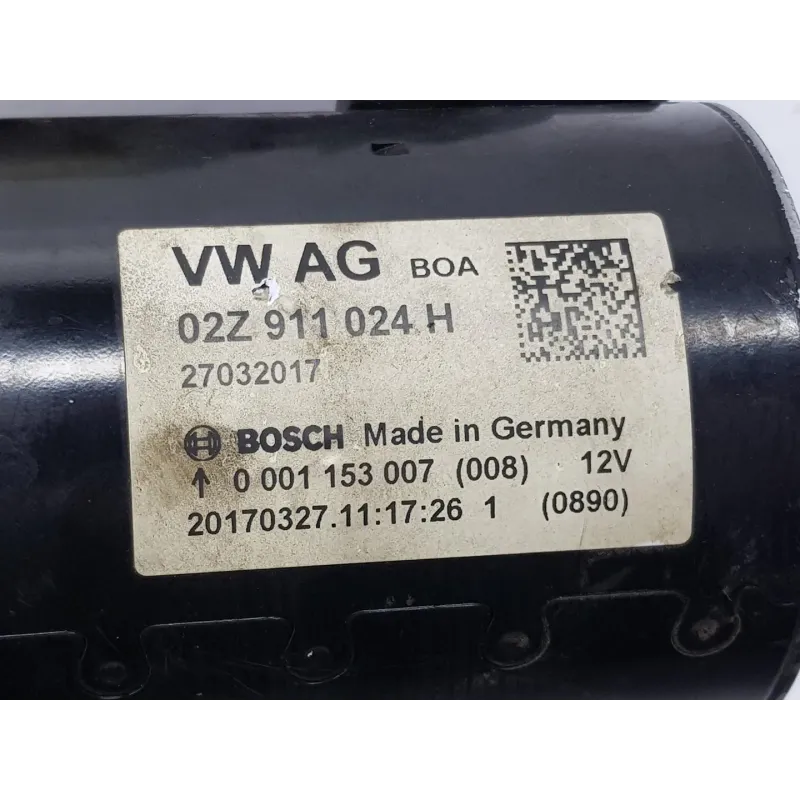 VW AG BOA
02Z 911 024 H
27032017
BOSCH Made in Germany
↑ 0 001 153 007 (008) 12V
20170327.11:17:26 1 (0890)